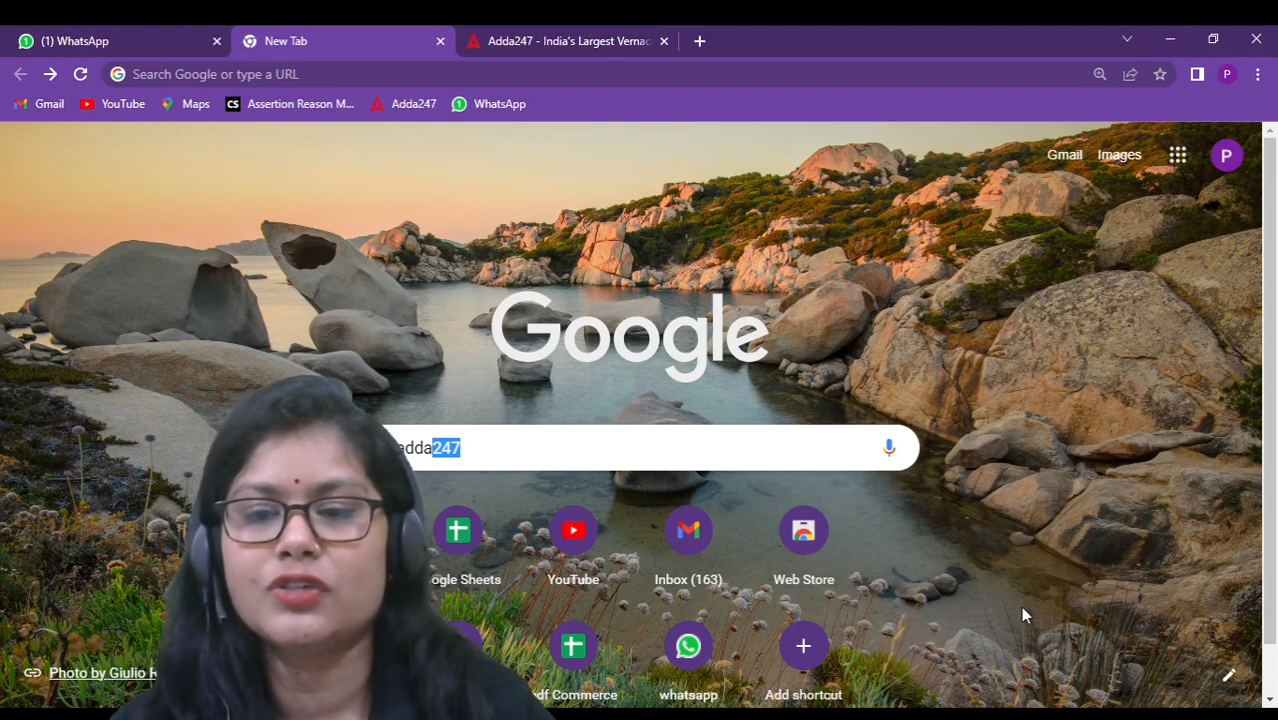 (1) WhatsApp
New Tab
Adda247 - India's Largest Vernac
Search Google or type a URL
P
Gmail
YouTube
Maps
CS
Assertion Reason M...
Adda247
WhatsApp
Gmail
Images
P
Google
adda247
ogle Sheets
YouTube
Inbox (163)
Web Store
Photo by Giulio
df Commerce
whatsapp
Add shortcut